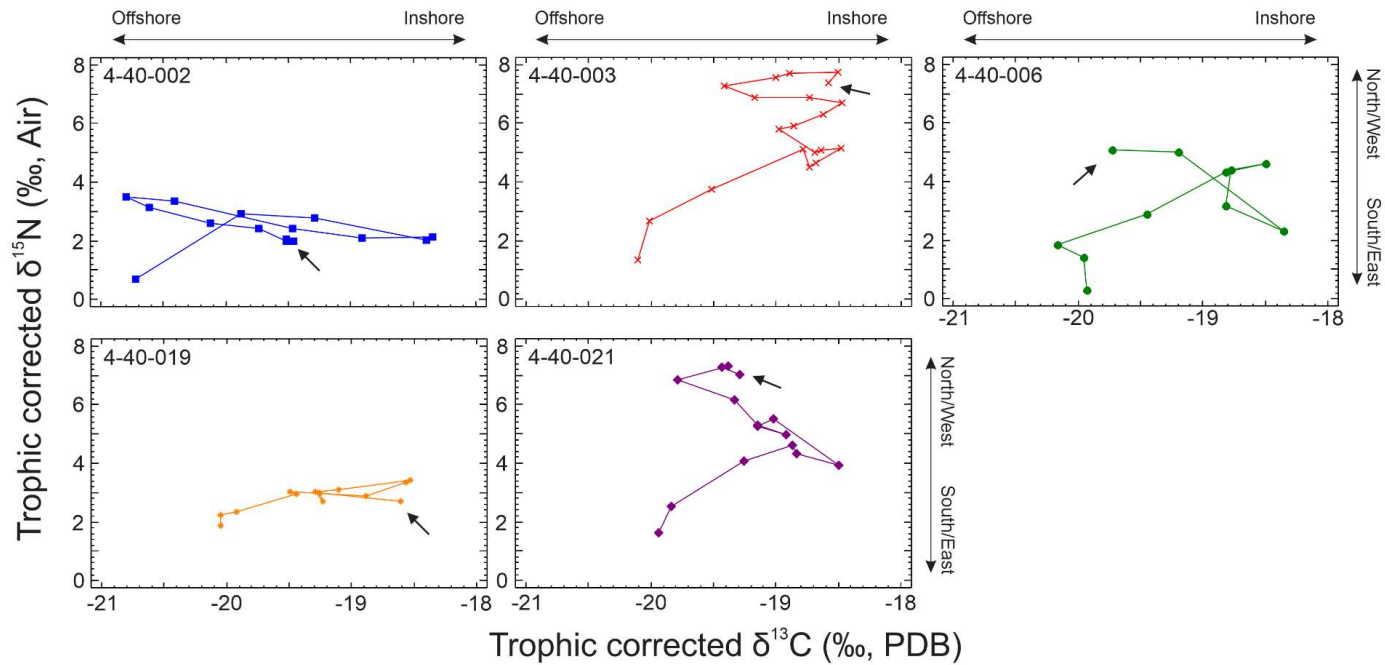 Offshore Inshore Offshore Inshore Offshore Inshore
4-40-002 4-40-003 4-40-006
8
6
4
2
0
8
6
4
2
0
8
6
4
2
0
North/West
South/East
-21 -20 -19 -18
4-40-019 4-40-021
8
6
4
2
0
8
6
4
2
0
North/West
South/East
-21 -20 -19 -18 -21 -20 -19 -18
Trophic corrected δ¹⁵N (‰, Air)
Trophic corrected δ¹³C (‰, PDB)